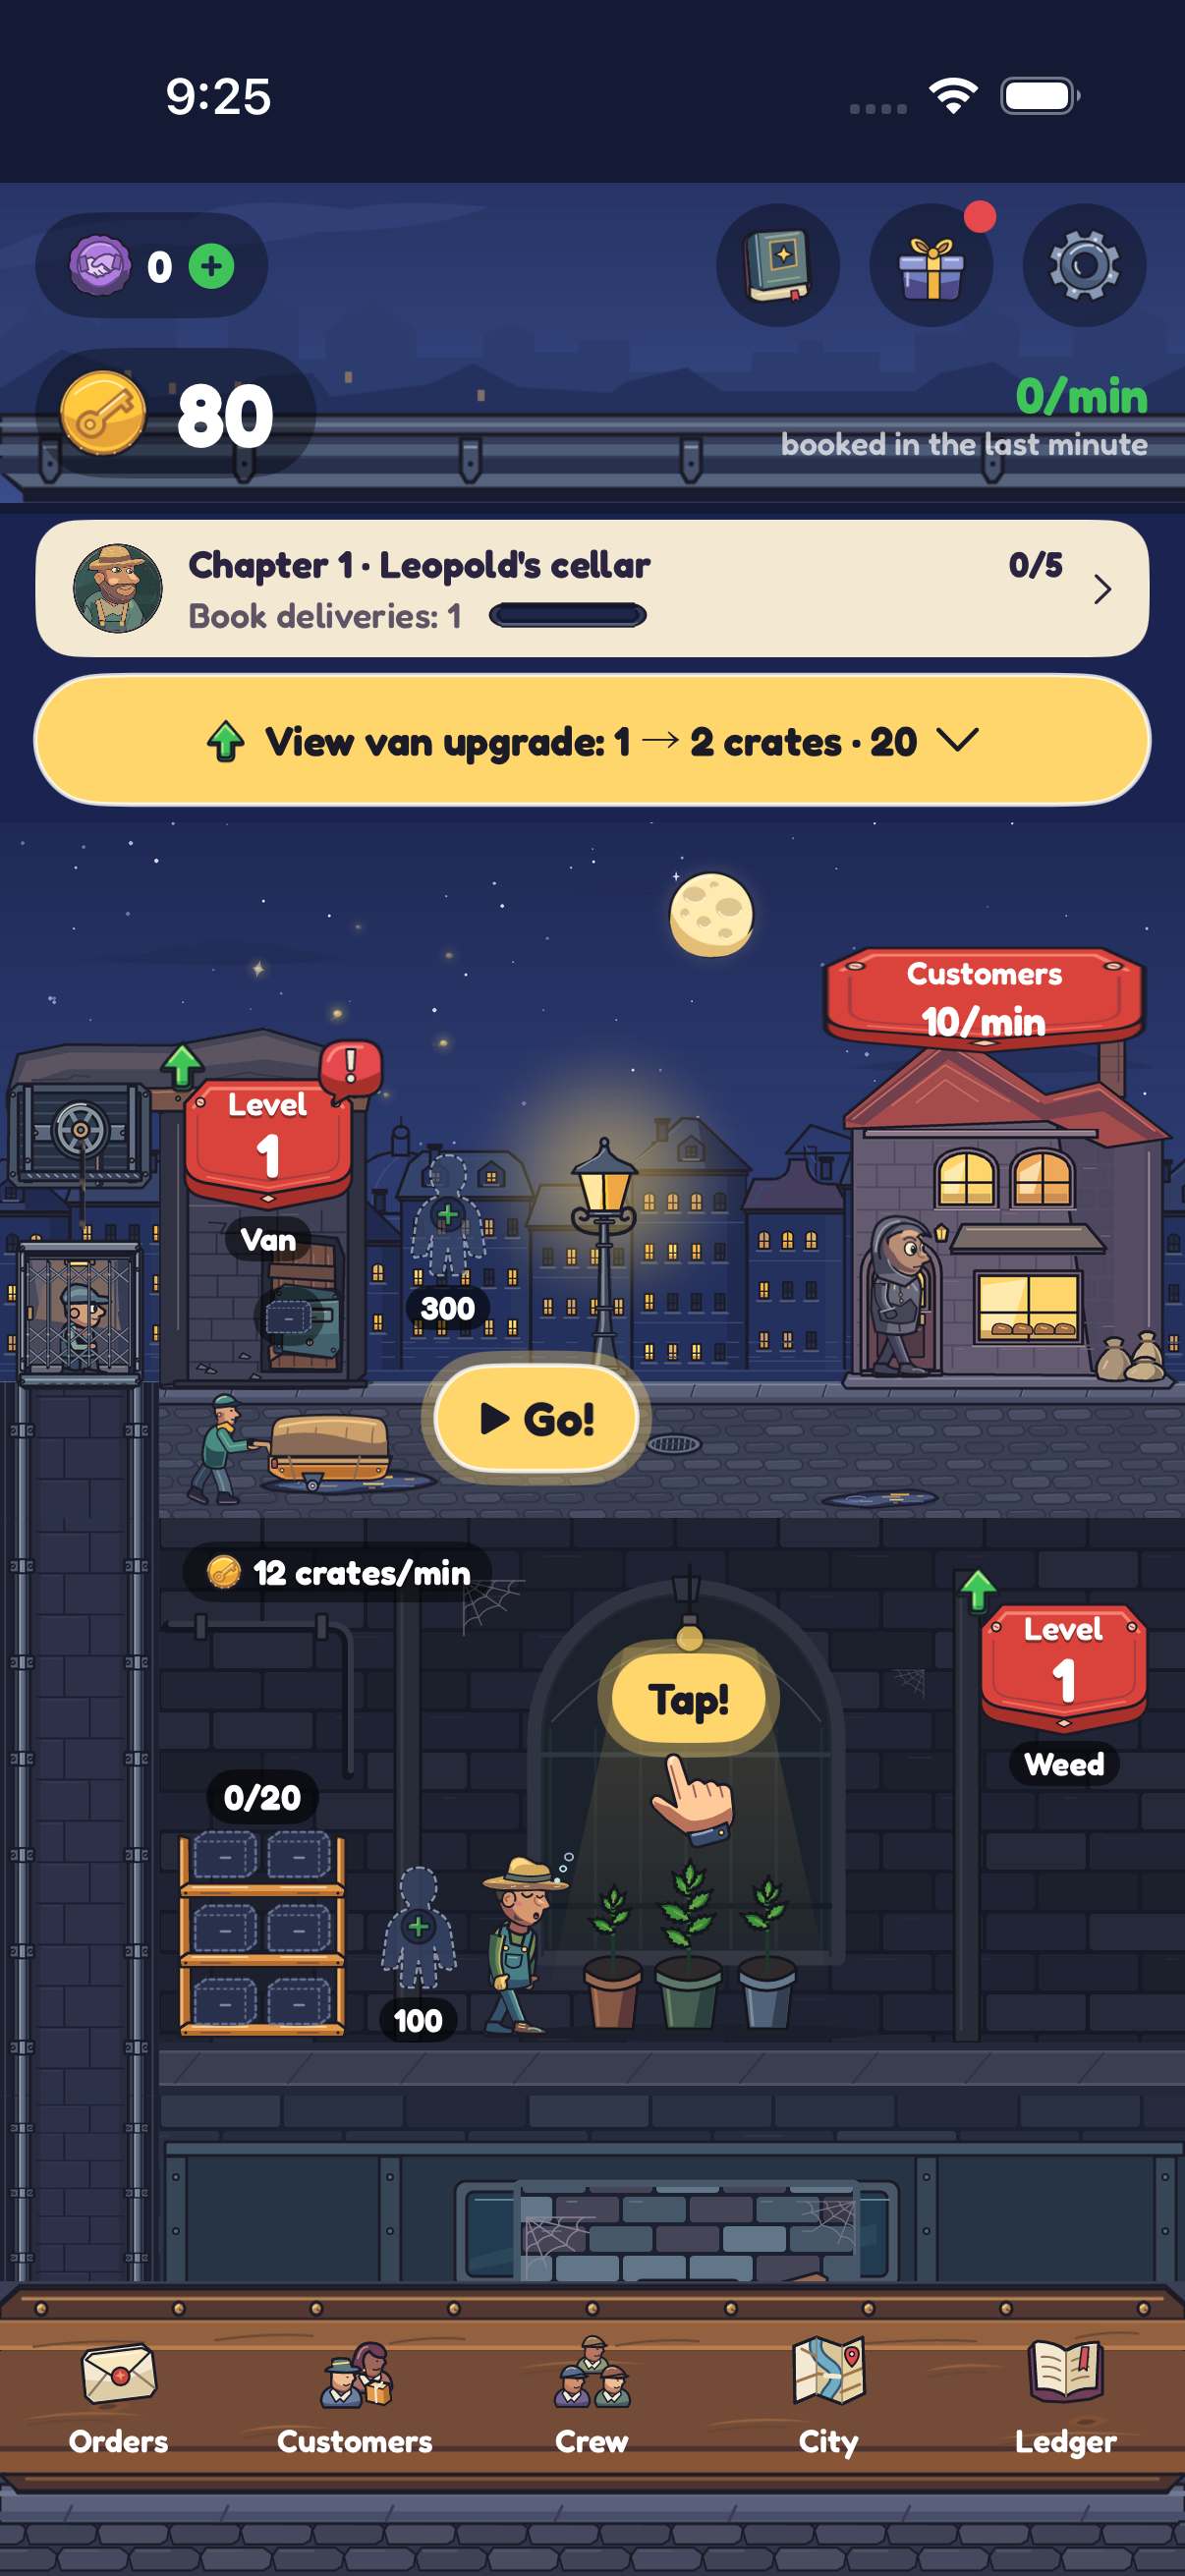 9:25
0
80
0/min
booked in the last minute
Chapter 1 · Leopold's cellar
0/5
Book deliveries: 1
View van upgrade: 1 → 2 crates · 20
Customers
10/min
Level
1
Van
300
Go!
12 crates/min
Tap!
Level
1
Weed
0/20
100
Orders
Customers
Crew
City
Ledger